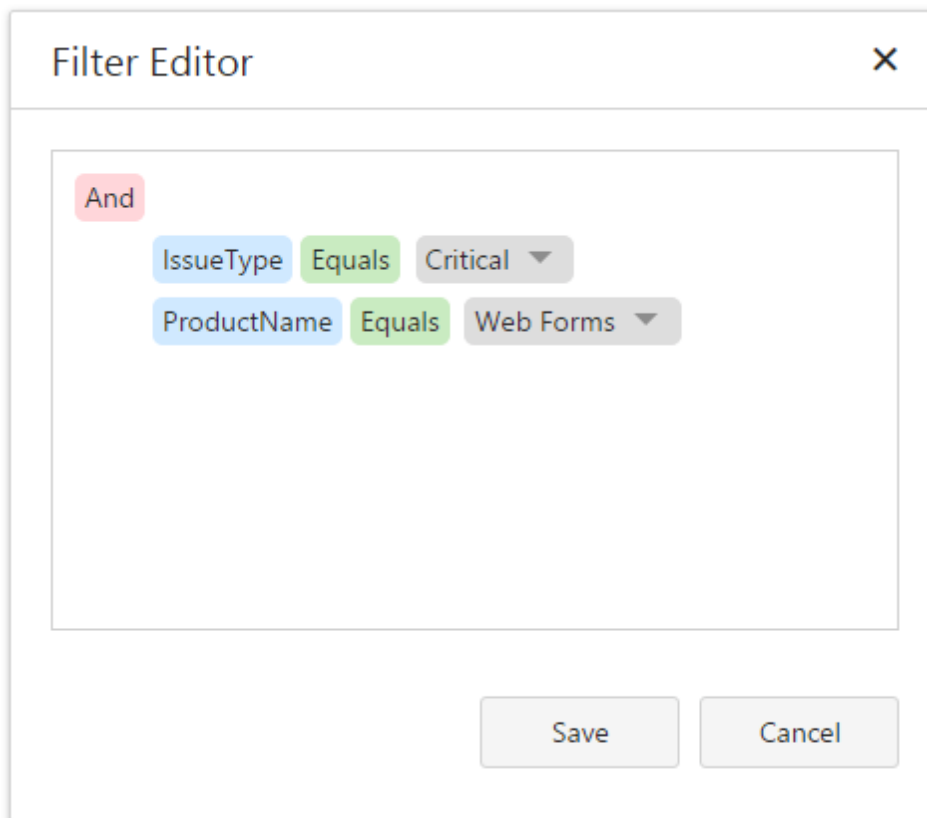 Filter Editor
And
IssueType Equals Critical
ProductName Equals Web Forms
Save Cancel